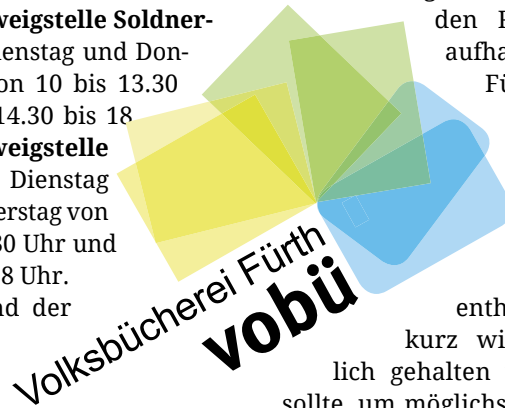 weigstelle Soldner-
ienstag und Don-
on 10 bis 13.30
14.30 bis 18
weigstelle
Dienstag
erstag von
30 Uhr und
8 Uhr.
nd der
Volksbücherei Fürth
vobü
den
aufha
Fü
enth
kurz wi
lich gehalten
sollte, um möglichs